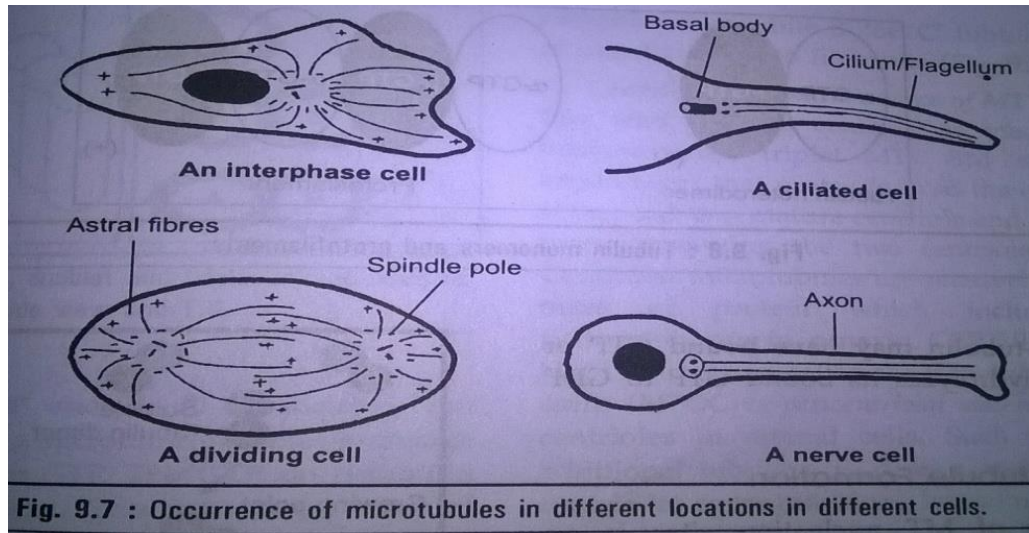 Basal body
Cilium/Flagellum
An interphase cell
A ciliated cell
Astral fibres
Spindle pole
Axon
A dividing cell
A nerve cell
Fig. 9.7 : Occurrence of microtubules in different locations in different cells.